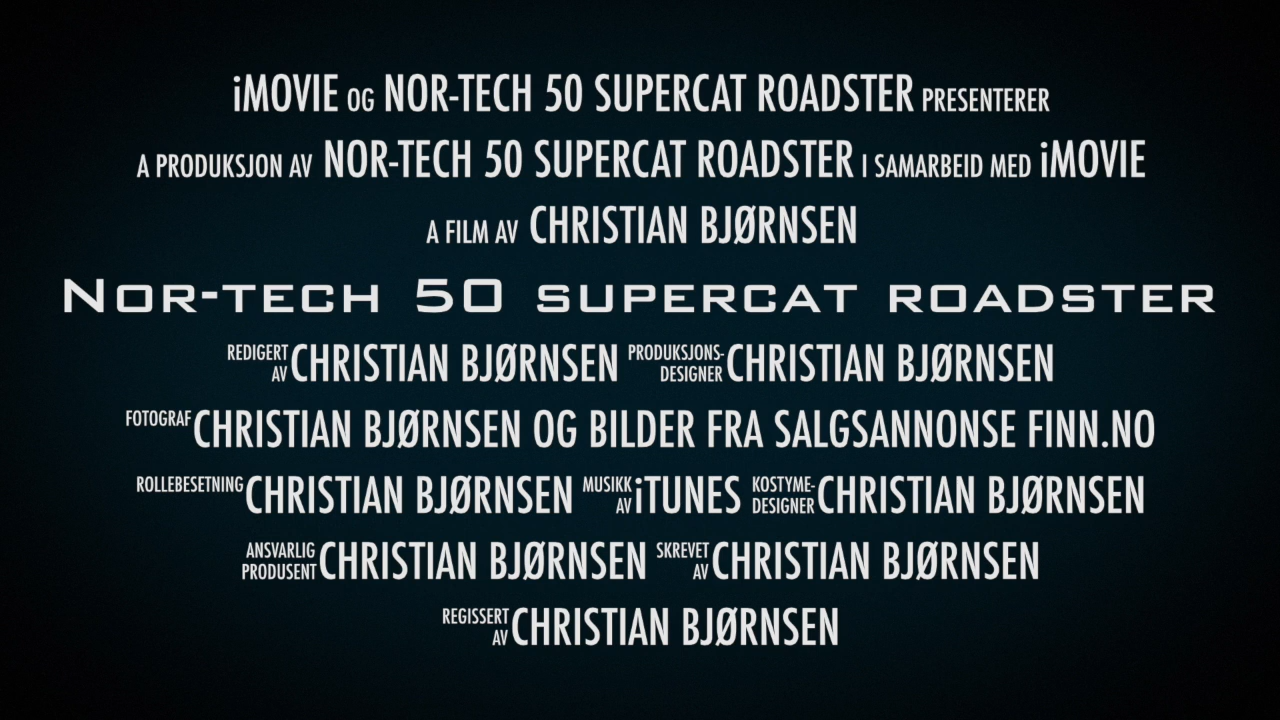 iMOVIE OG NOR-TECH 50 SUPERCAT ROADSTER PRESENTERER
A PRODUKSJON AV NOR-TECH 50 SUPERCAT ROADSTER I SAMARBEID MED iMOVIE
A FILM AV CHRISTIAN BJØRNSEN
NOR-TECH 50 SUPERCAT ROADSTER
REDIGERT AV CHRISTIAN BJØRNSEN PRODUKSJONS-DESIGNER CHRISTIAN BJØRNSEN
FOTOGRAF CHRISTIAN BJØRNSEN OG BILDER FRA SALGSANNONSE FINN.NO
ROLLEBESETNING CHRISTIAN BJØRNSEN MUSIKK AV iTUNES KOSTYME-DESIGNER CHRISTIAN BJØRNSEN
ANSVARLIG PRODUSENT CHRISTIAN BJØRNSEN SKREVET AV CHRISTIAN BJØRNSEN
REGISSERT AV CHRISTIAN BJØRNSEN